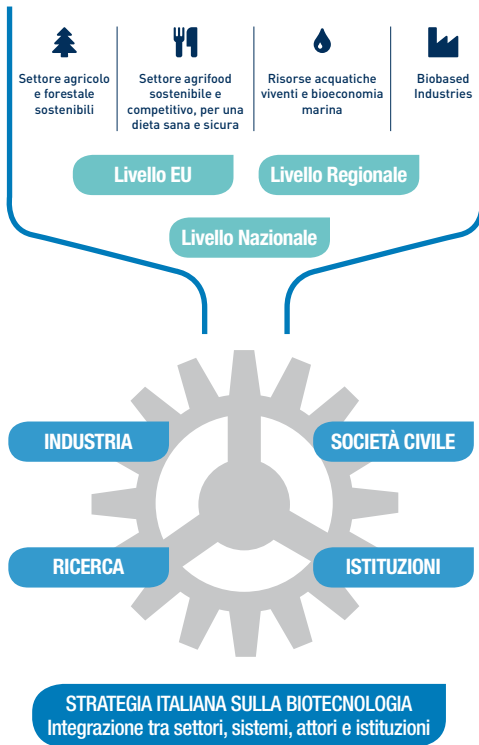 Settore agricolo
e forestale
sostenibili
Settore agrifood
sostenibile e
competitivo, per una
dieta sana e sicura
Risorse acquatiche
viventi e bioeconomia
marina
Biobased
Industries
Livello EU
Livello Regionale
Livello Nazionale
INDUSTRIA
SOCIETÀ CIVILE
RICERCA
ISTITUZIONI
STRATEGIA ITALIANA SULLA BIOTECNOLOGIA
Integrazione tra settori, sistemi, attori e istituzioni